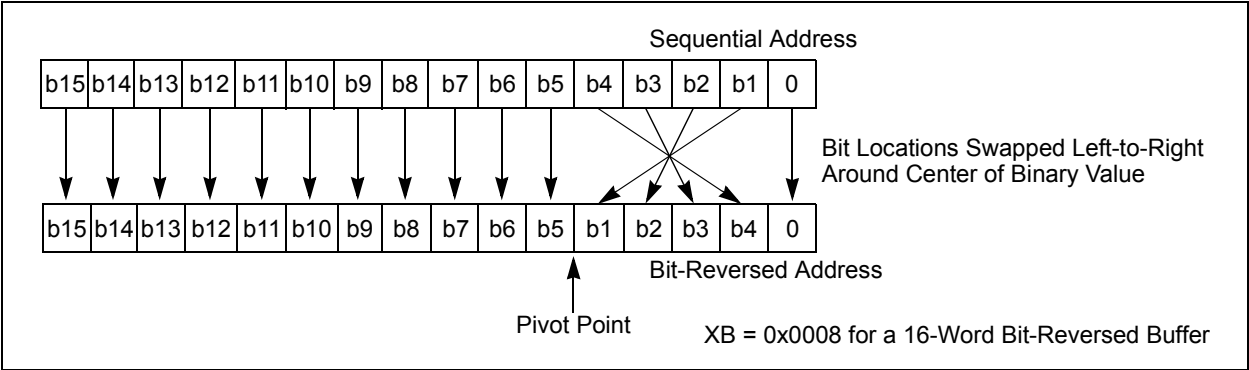 Sequential Address
b15 b14 b13 b12 b11 b10 b9 b8 b7 b6 b5 b4 b3 b2 b1 0
Bit Locations Swapped Left-to-Right
Around Center of Binary Value
b15 b14 b13 b12 b11 b10 b9 b8 b7 b6 b5 b1 b2 b3 b4 0
Bit-Reversed Address
Pivot Point
XB = 0x0008 for a 16-Word Bit-Reversed Buffer